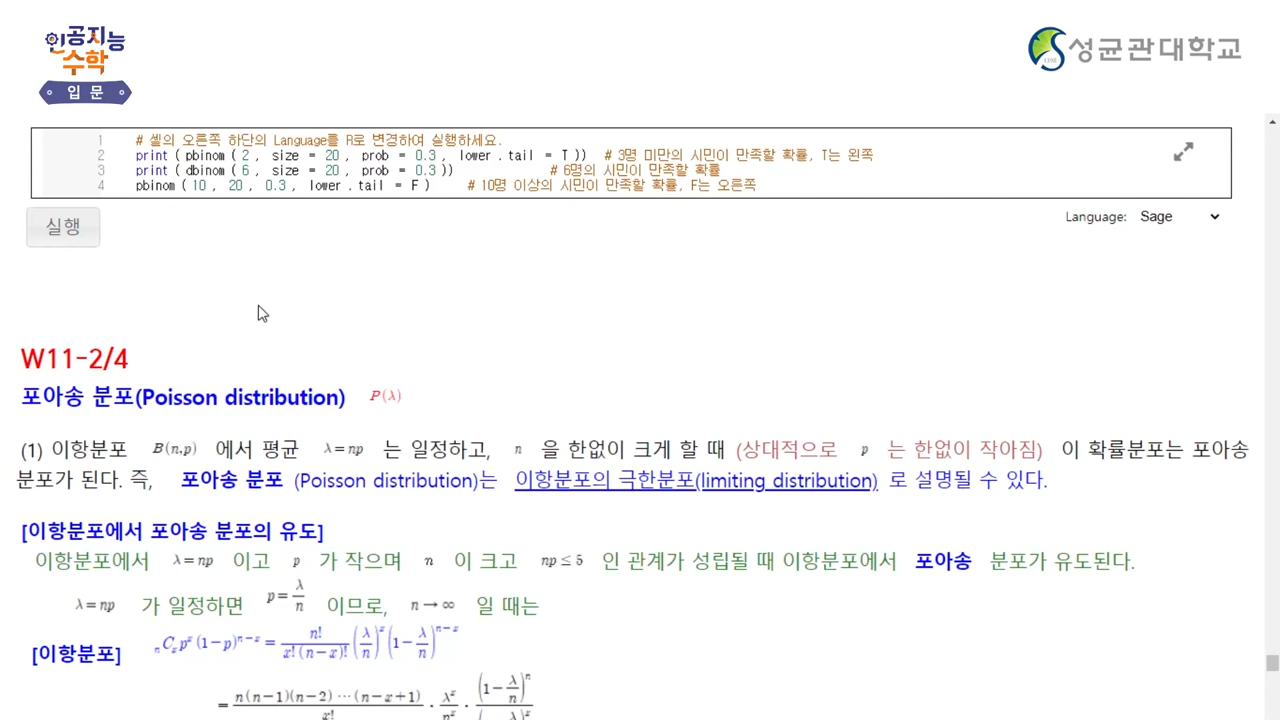 인공지능
수학
입문
성균관대학교
1 # 셀의 오른쪽 하단의 Language를 R로 변경하여 실행하세요.
2 print ( pbinom ( 2 , size = 20 , prob = 0.3 , lower . tail = T )) # 3명 미만의 시민이 만족할 확률, T는 왼쪽
3 print ( dbinom ( 6 , size = 20 , prob = 0.3 )) # 6명의 시민이 만족할 확률
4 pbinom ( 10 , 20 , 0.3 , lower . tail = F ) # 10명 이상의 시민이 만족할 확률, F는 오른쪽
실행
Language: Sage
W11-2/4
포아송 분포(Poisson distribution) P(λ)
(1) 이항분포 B(n,p) 에서 평균 λ=np 는 일정하고, n 을 한없이 크게 할 때 (상대적으로 p 는 한없이 작아짐) 이 확률분포는 포아송
분포가 된다. 즉, 포아송 분포 (Poisson distribution)는 이항분포의 극한분포(limiting distribution) 로 설명될 수 있다.
[이항분포에서 포아송 분포의 유도]
이항분포에서 λ=np 이고 p 가 작으며 n 이 크고 np≤5 인 관계가 성립될 때 이항분포에서 포아송 분포가 유도된다.
λ=np 가 일정하면 p=λ/n 이므로, n→∞ 일 때는
[이항분포] nCx p^x (1−p)^(n−x) = n!/(x!(n−x)!) (λ/n)^x (1−λ/n)^(n−x)
= n(n−1)(n−2)⋯(n−x+1)/x! · λ^x/n^x · (1−λ/n)^n/(1−λ/n)^x